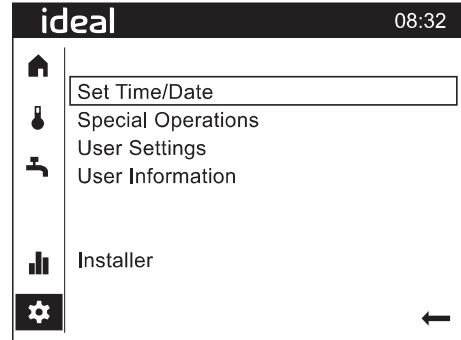 ideal 08:32
Set Time/Date
Special Operations
User Settings
User Information
Installer